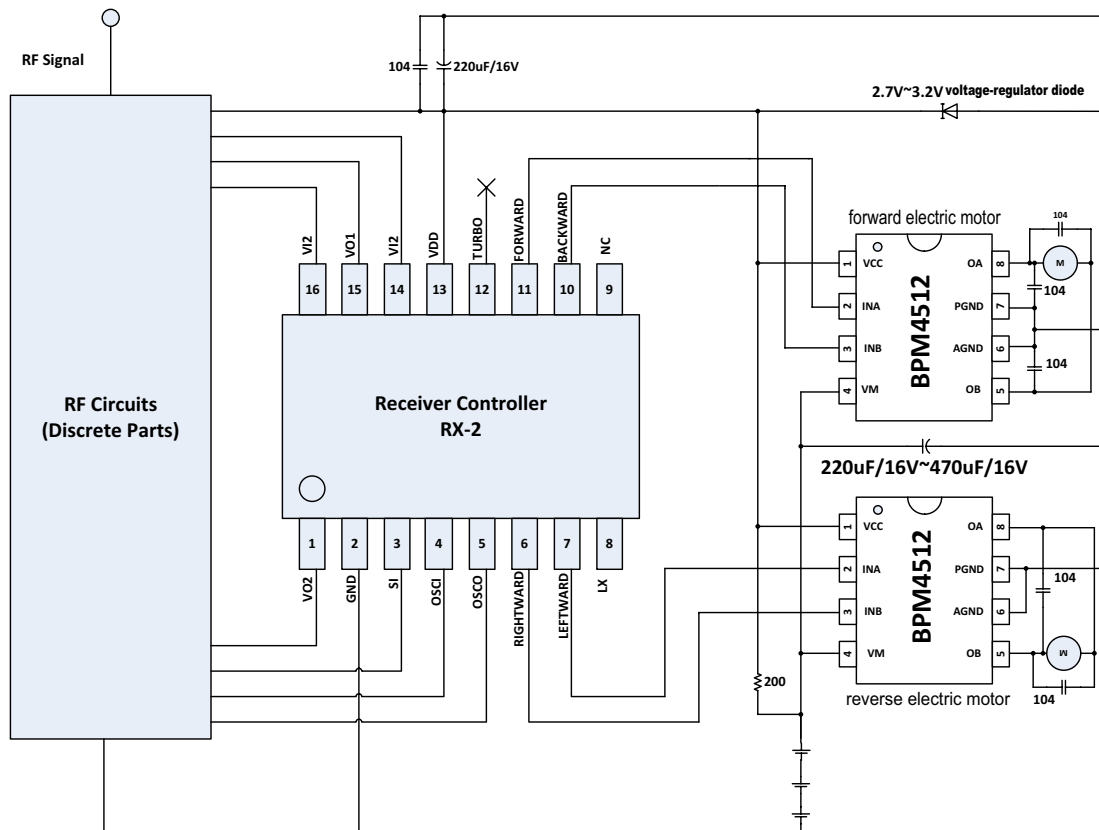 RF Signal
104
220uF/16V
2.7V~3.2V voltage-regulator diode
RF Circuits
(Discrete Parts)
VI2
VO1
VI2
VDD
TURBO
FORWARD
BACKWARD
NC
16
15
14
13
12
11
10
9
Receiver Controller
RX-2
1
2
3
4
5
6
7
8
VO2
GND
SI
OSCI
OSCO
RIGHTWARD
LEFTWARD
LX
forward electric motor
BPM4512
1
VCC
2
INA
3
INB
4
VM
OA
8
PGND
7
AGND
6
OB
5
104
M
104
104
220uF/16V~470uF/16V
BPM4512
1
VCC
2
INA
3
INB
4
VM
OA
8
PGND
7
AGND
6
OB
5
104
M
104
reverse electric motor
200